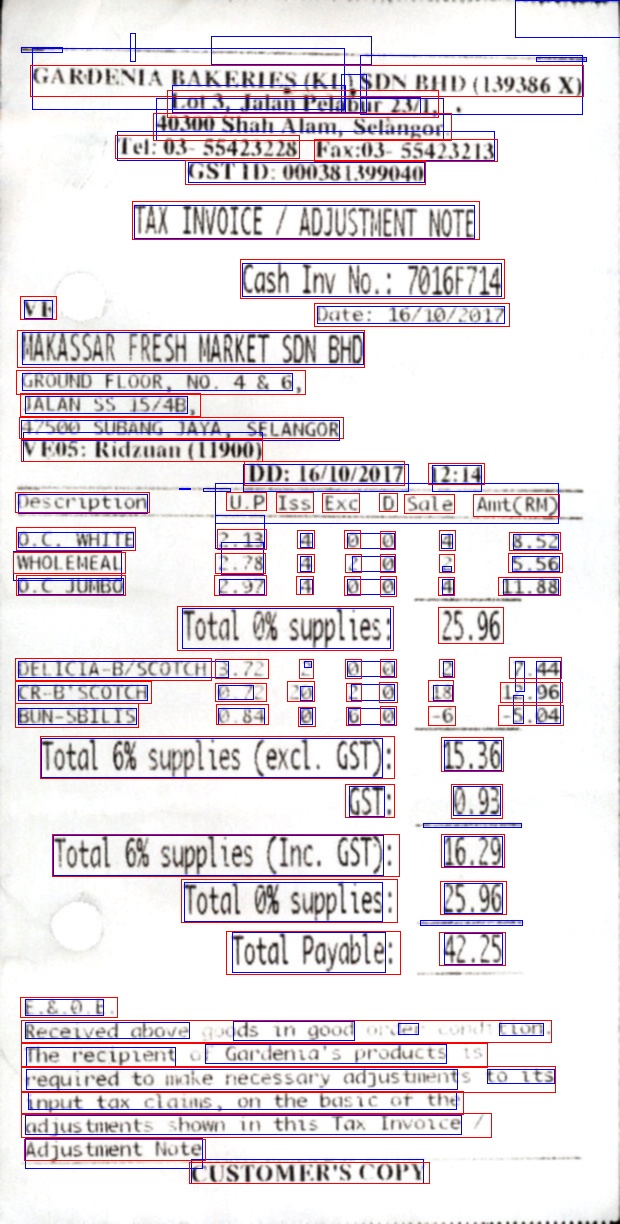 GARDENIA BAKERIES (KL) SDN BHD (139386 X)
Lot 3, Jalan Pelabur 23/1,
40300 Shah Alam, Selangor.
Tel: 03- 55423228 Fax:03- 55423213
GST ID: 000381399040
TAX INVOICE / ADJUSTMENT NOTE
Cash Inv No.: 7016F714
VE
Date: 16/10/2017
MAKASSAR FRESH MARKET SDN BHD
GROUND FLOOR, NO. 4 & 6,
JALAN SS 15/4B,
47500 SUBANG JAYA, SELANGOR
VE05: Ridzuan (11900)
DD: 16/10/2017 12:14
Description U.P Iss Exc D Sale Amt(RM)
O.C. WHITE 2.13 4 0 0 4 8.52
WHOLEMEAL 2.78 4 2 0 2 5.56
O.C JUMBO 2.97 4 0 0 4 11.88
Total 0% supplies: 25.96
DELICIA-B/SCOTCH 3.72 2 0 0 2 7.44
CR-B'SCOTCH 0.72 20 2 0 18 12.96
BUN-SBILIS 0.84 0 6 0 -6 -5.04
Total 6% supplies (excl. GST): 15.36
GST: 0.93
Total 6% supplies (Inc. GST): 16.29
Total 0% supplies: 25.96
Total Payable: 42.25
E.&.O.E.
Received above goods in good order condition.
The recipient of Gardenia's products is
required to make necessary adjustments to its
input tax claims, on the basic of the
adjustments shown in this Tax Invoice /
Adjustment Note
CUSTOMER'S COPY